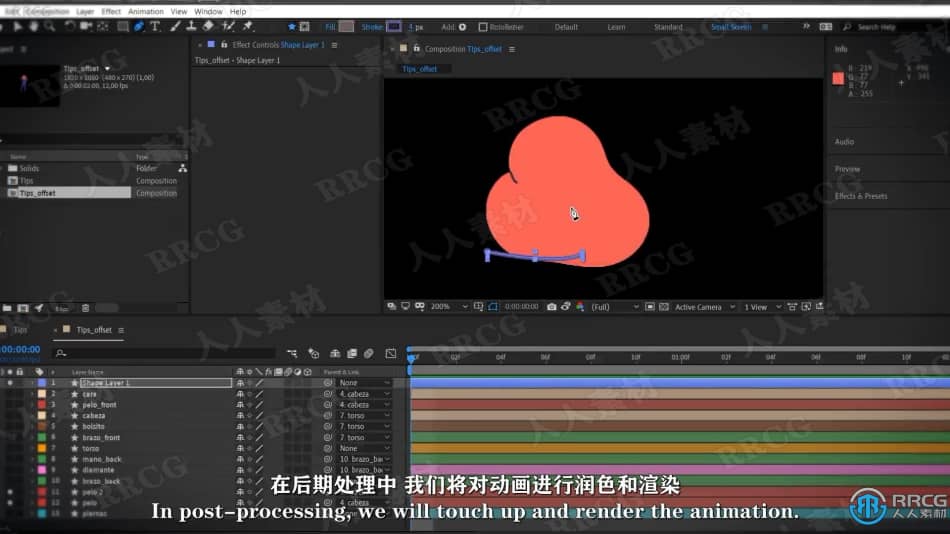 Edit Composition Layer Effect Animation View Window Help
Fill Stroke 4 px Add: RotoBezier Default Learn Standard Small Screen Search Help
Effect Controls Shape Layer 1
Composition Tips_offset
Info
Tips_offset
1920 x 1080 (480 x 270) (1,00)
Δ 0:00:02:00, 12,00 fps
Tips_offset • Shape Layer 1
Tips_offset
R : 219
G : 77
B : 77
A : 255
Audio
Preview
Effects & Presets
Name Type
Solids Folder
Tips Composition
Tips_offset Composition
8 bpc
200% 0:00:00:00 (Full) Active Camera 1 View
Tips Tips_offset
0:00:00:00
Layer Name Parent & Link
02f 04f 06f 08f 10f 01:00f 02f 04f 06f 08f 10f
1 Shape Layer 1 None
2 cara 4. cabeza
3 pelo_front 4. cabeza
4 cabeza 7. torso
5 bolsito 7. torso
6 brazo_front 7. torso
7 torso None
8 mano_back 10. brazo_bac
9 diamante 10. brazo_bac
10 brazo_back
11 pelo 2
12 pelo 4. cabeza
13 piernas
在后期处理中 我们将对动画进行润色和渲染
In post-processing, we will touch up and render the animation.
RRCG
人人素材